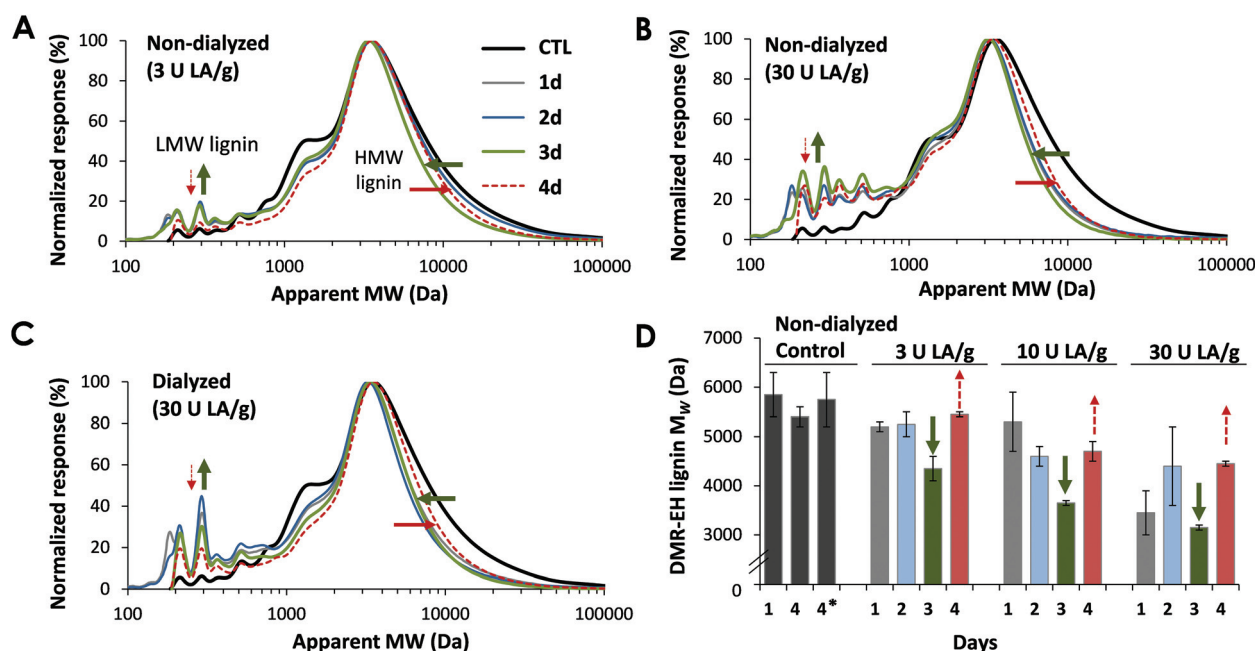 A
Normalized response (%)
100
80
60
40
20
0
Non-dialyzed
(3 U LA/g)
LMW lignin
HMW
lignin
CTL
1d
2d
3d
4d
100
1000
10000
100000
Apparent MW (Da)
B
Normalized response (%)
100
80
60
40
20
0
Non-dialyzed
(30 U LA/g)
100
1000
10000
100000
Apparent MW (Da)
C
Normalized response (%)
100
80
60
40
20
0
Dialyzed
(30 U LA/g)
100
1000
10000
100000
Apparent MW (Da)
D
DMR-EH lignin MW (Da)
7000
6000
5000
4000
3000
0
Non-dialyzed
Control
3 U LA/g
10 U LA/g
30 U LA/g
1 4 4* 1 2 3 4 1 2 3 4 1 2 3 4
Days